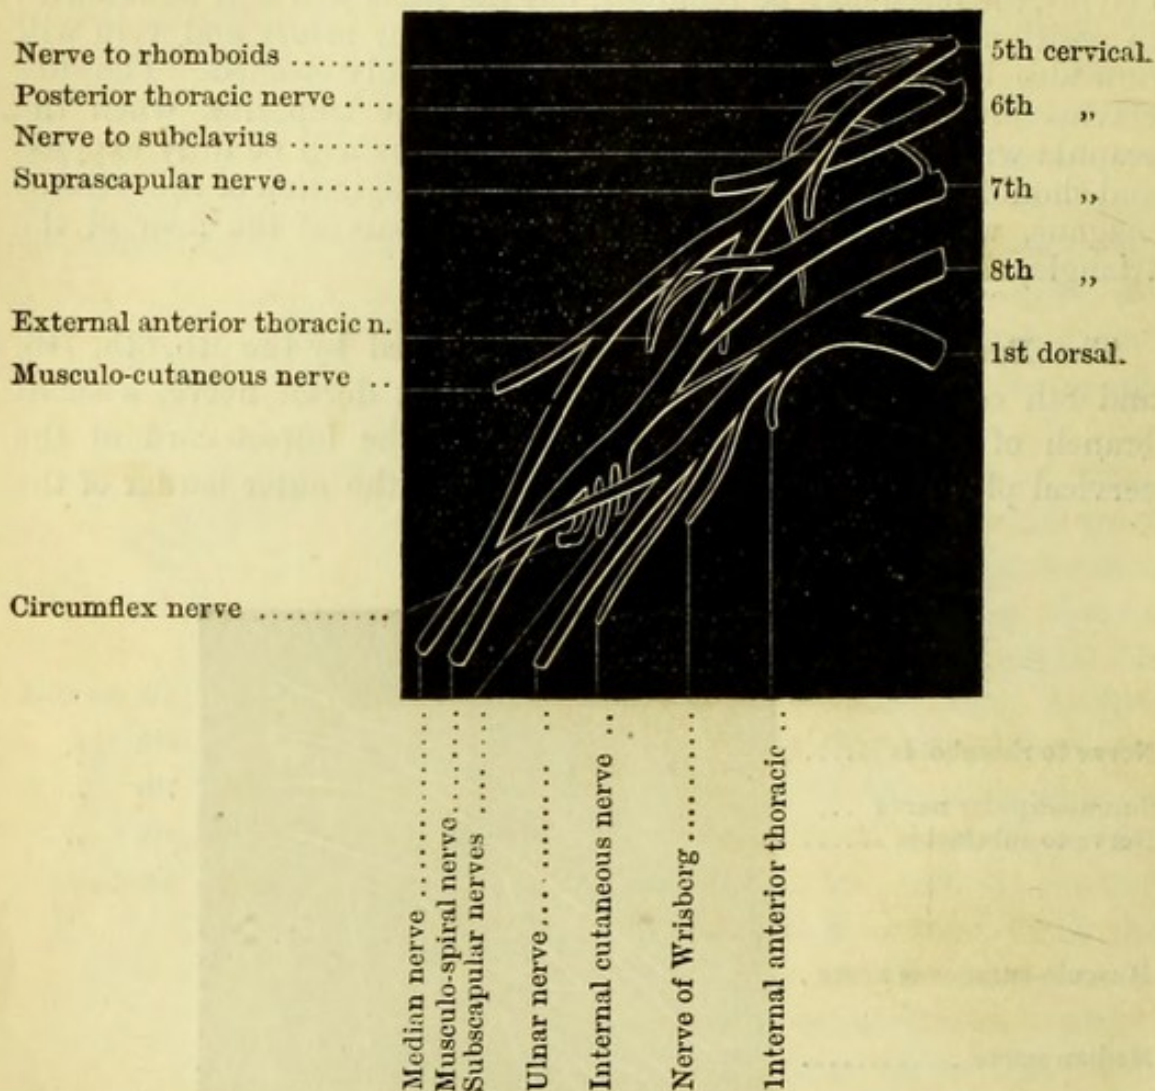 Nerve to rhomboids ........
Posterior thoracic nerve ....
Nerve to subclavius ........
Suprascapular nerve........
External anterior thoracic n.
Musculo-cutaneous nerve ..
Circumflex nerve ..........
5th cervical.
6th „
7th „
8th „
1st dorsal.
Median nerve
Musculo-spiral nerve
Subscapular nerves
Ulnar nerve
Internal cutaneous nerve
Nerve of Wrisberg
Internal anterior thoracic